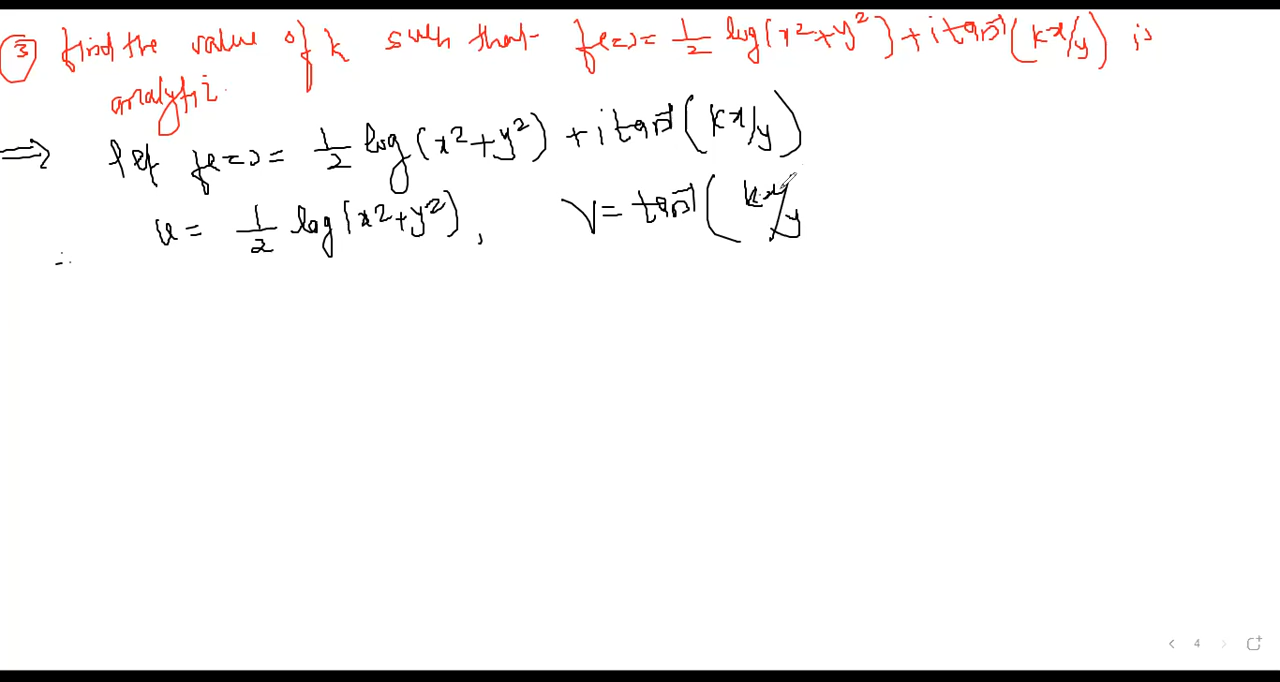 ③ find the value of k such that f(z) = 1/2 log(x²+y²) + i tan⁻¹(kx/y) is
analytic.
⟹ let f(z) = 1/2 log(x²+y²) + i tan⁻¹(kx/y)
u = 1/2 log(x²+y²), V = tan⁻¹(kx/y
∴
4